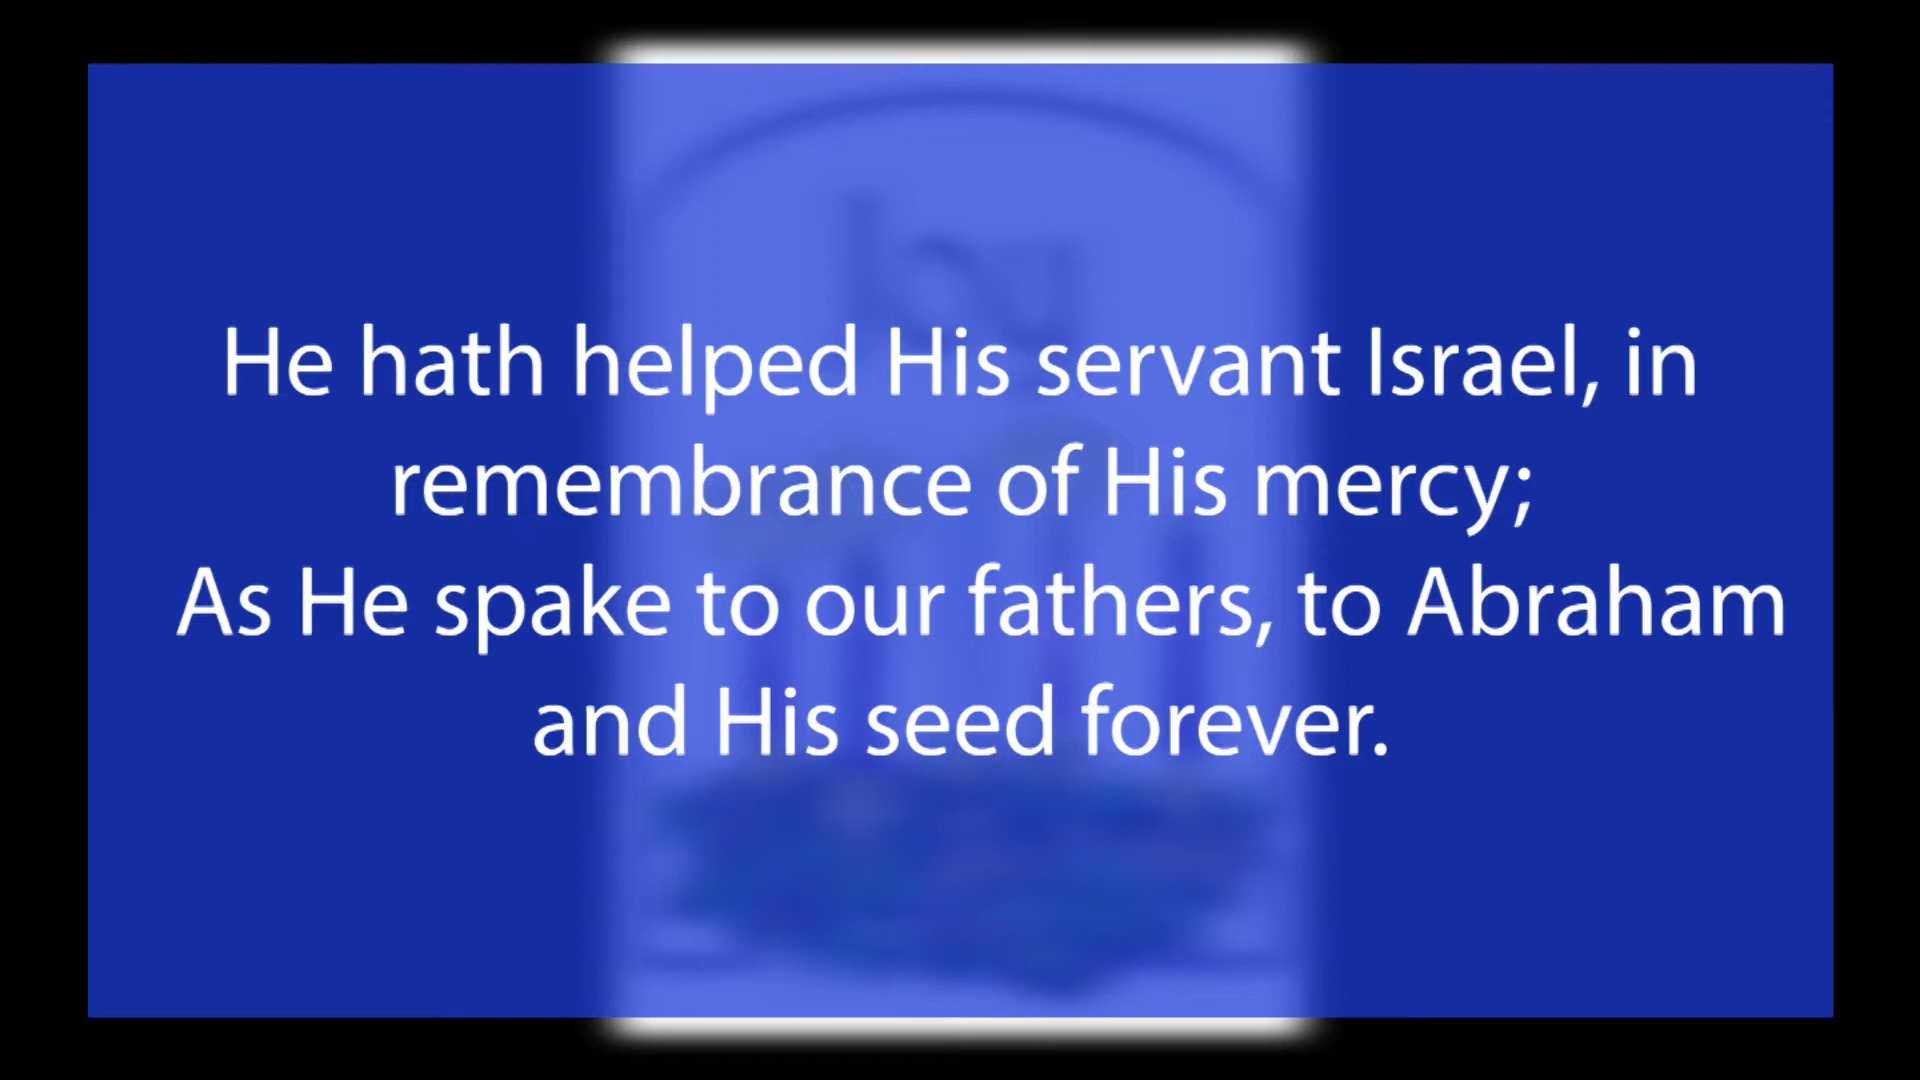 He hath helped His servant Israel, in
remembrance of His mercy;
As He spake to our fathers, to Abraham
and His seed forever.